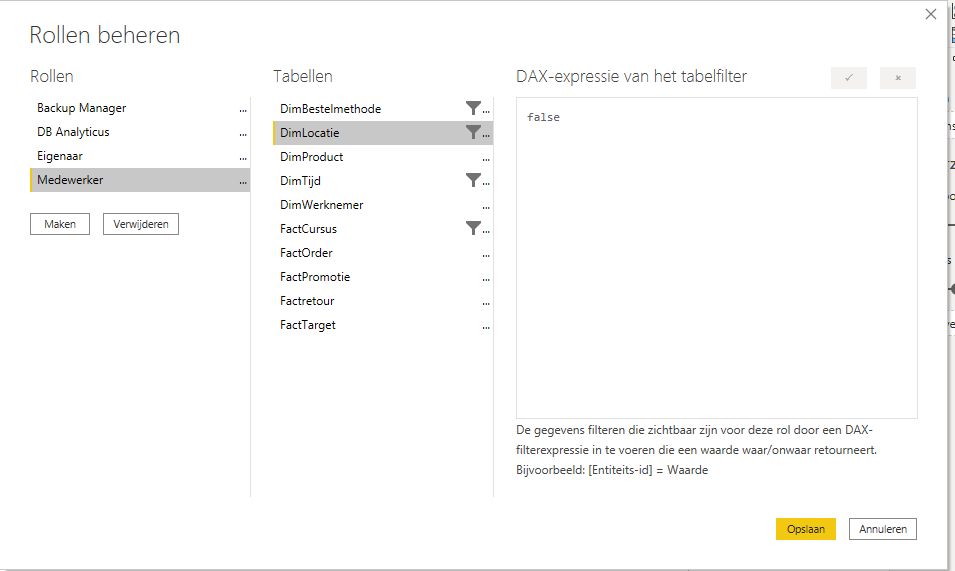 Rollen beheren
Rollen
Backup Manager ...
DB Analyticus ...
Eigenaar ...
Medewerker ...
Maken Verwijderen
Tabellen
DimBestelmethode ...
DimLocatie ...
DimProduct ...
DimTijd ...
DimWerknemer ...
FactCursus ...
FactOrder ...
FactPromotie ...
Factretour ...
FactTarget ...
DAX-expressie van het tabelfilter
false
De gegevens filteren die zichtbaar zijn voor deze rol door een DAX-
filterexpressie in te voeren die een waarde waar/onwaar retourneert.
Bijvoorbeeld: [Entiteits-id] = Waarde
Opslaan Annuleren